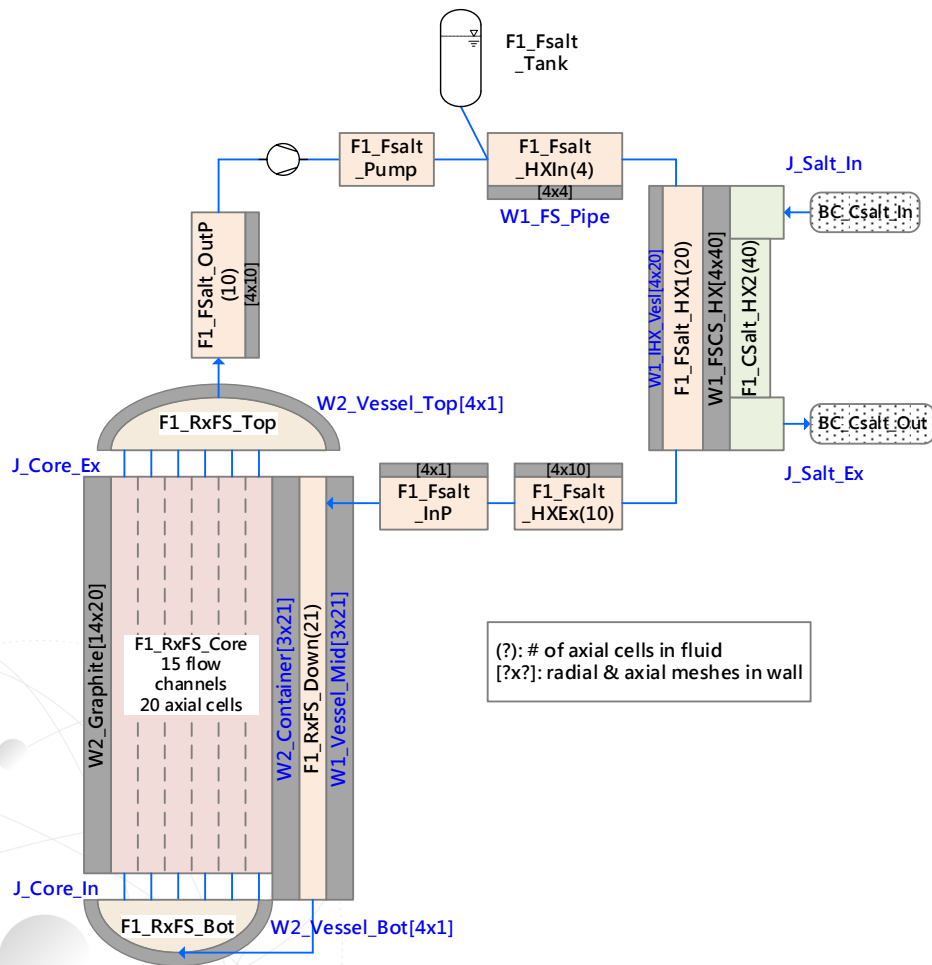 F1_Fsalt
_Tank
F1_Fsalt
_Pump
F1_Fsalt
_HXIn(4)
[4x4]
W1_FS_Pipe
J_Salt_In
BC_Csalt_In
F1_FSalt_OutP
(10)
[4x10]
W1_IHX_Vesl[4x20]
F1_FSalt_HX1(20)
W1_FSCS_HX[4x40]
F1_CSalt_HX2(40)
BC_Csalt_Out
J_Salt_Ex
W2_Vessel_Top[4x1]
F1_RxFS_Top
J_Core_Ex
[4x1]
F1_Fsalt
_InP
[4x10]
F1_Fsalt
_HXEx(10)
W2_Graphite[14x20]
F1_RxFS_Core
15 flow
channels
20 axial cells
W2_Container[3x21]
F1_RxFS_Down(21)
W1_Vessel_Mid[3x21]
(?): # of axial cells in fluid
[?x?]: radial & axial meshes in wall
J_Core_In
F1_RxFS_Bot
W2_Vessel_Bot[4x1]